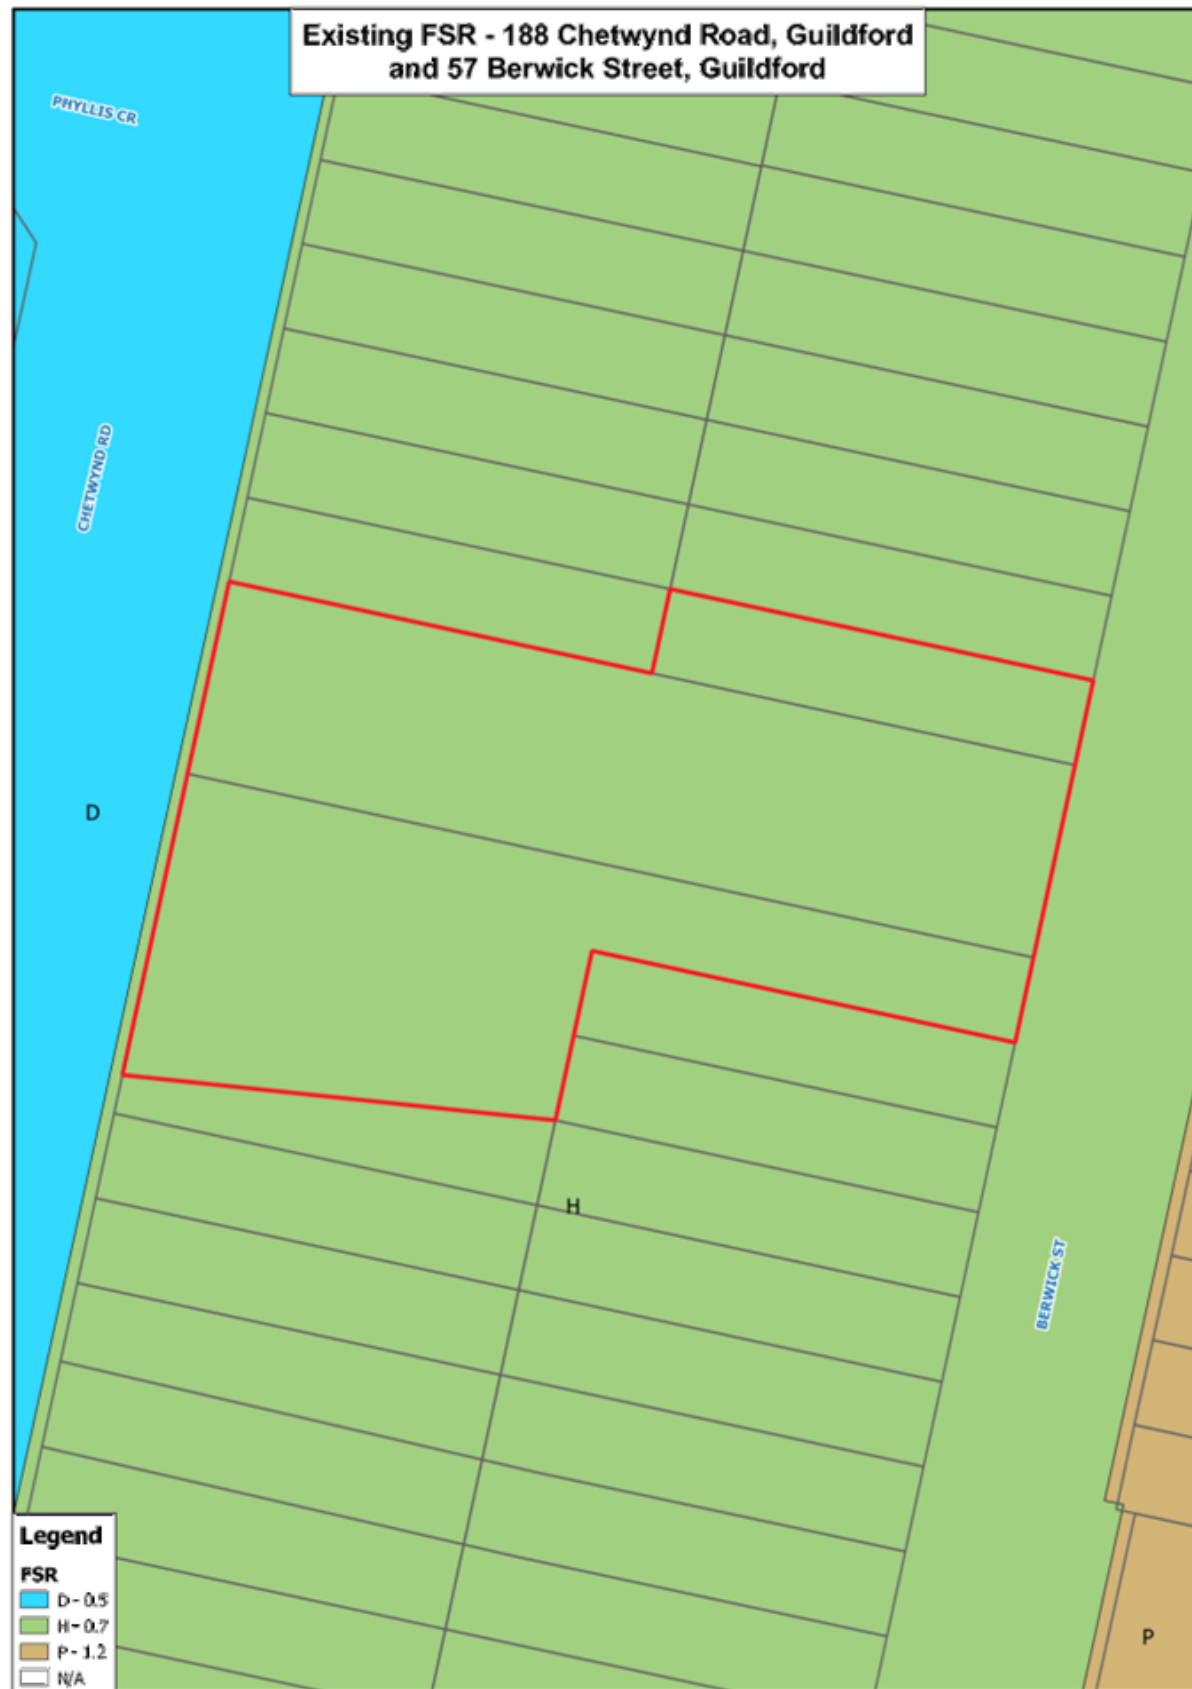 Existing FSR - 188 Chetwynd Road, Guildford
and 57 Berwick Street, Guildford
PHYLLIS CR
CHETWYND RD
D
H
BERWICK ST
P
Legend
FSR
D - 0.5
H - 0.7
P - 1.2
N/A